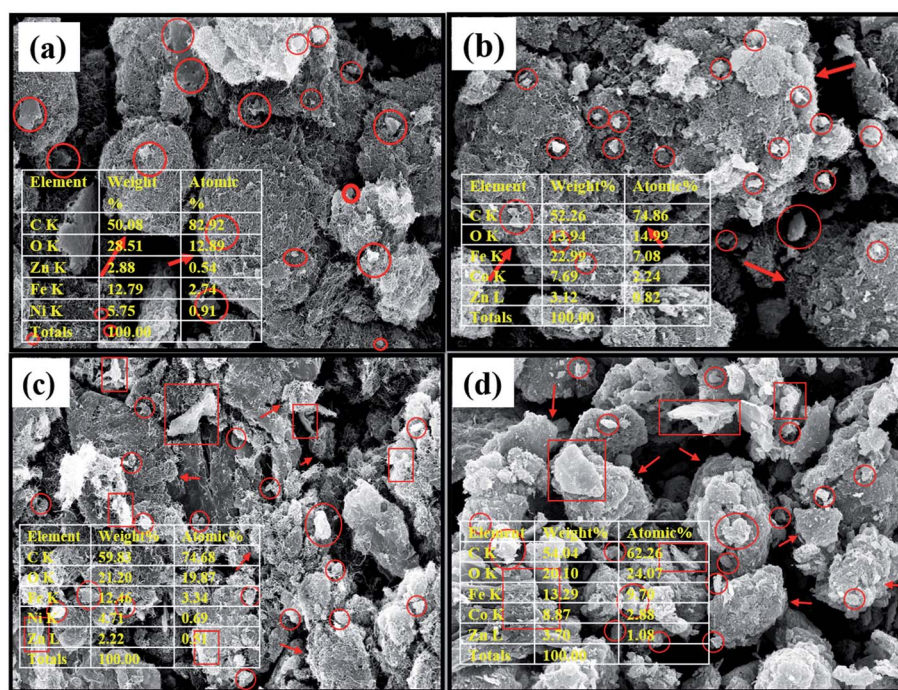 (a)
Element Weight % Atomic %
C K 50.08 82.92
O K 28.51 12.89
Zn K 2.88 0.54
Fe K 12.79 2.74
Ni K 5.75 0.91
Totals 100.00
(b)
Element Weight% Atomic%
C K 52.26 74.86
O K 13.94 14.99
Fe K 22.99 7.08
Co K 7.69 2.24
Zn L 3.12 0.82
Totals 100.00
(c)
Element Weight% Atomic%
C K 59.83 74.68
O K 21.20 19.87
Fe K 12.46 3.34
Ni K 4.71 0.69
Zn L 2.22 0.91
Totals 100.00
(d)
Element Weight% Atomic%
C K 54.04 62.26
O K 20.10 24.07
Fe K 13.29 9.70
Co K 8.87 2.88
Zn L 3.70 1.08
Totals 100.00